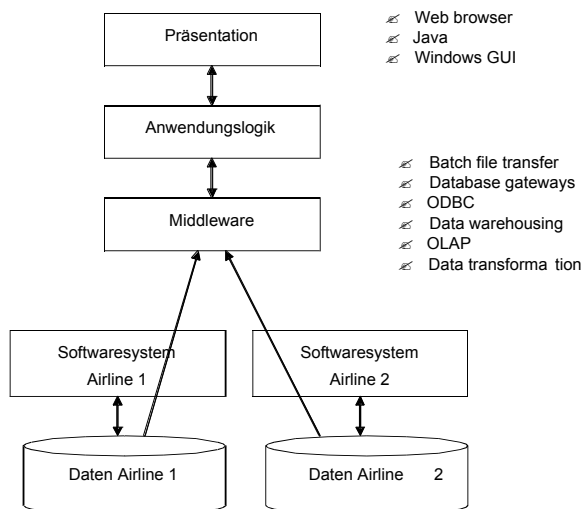 Präsentation
Web browser
Java
Windows GUI
Anwendungslogik
Middleware
Batch file transfer
Database gateways
ODBC
Data warehousing
OLAP
Data transforma tion
Softwaresystem
Airline 1
Softwaresystem
Airline 2
Daten Airline 1
Daten Airline 2